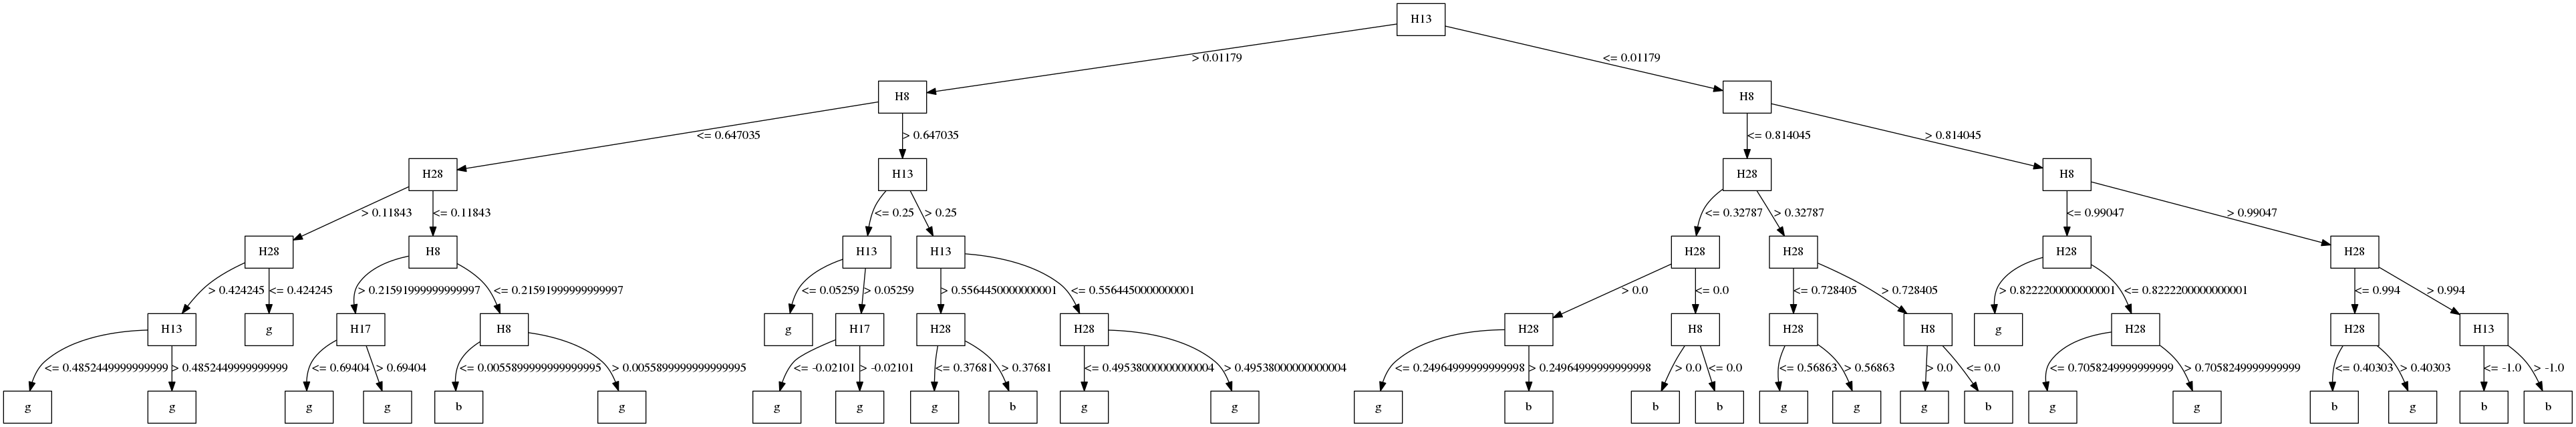 H13
> 0.01179 <= 0.01179
H8 H8
<= 0.647035 > 0.647035 <= 0.814045 > 0.814045
H28 H13 H28 H8
> 0.11843 <= 0.11843 <= 0.25 > 0.25 <= 0.32787 > 0.32787 <= 0.99047 > 0.99047
H28 H8 H13 H13 H28 H28 H28 H28
> 0.424245 <= 0.424245 > 0.21591999999999997 <= 0.21591999999999997 <= 0.05259 > 0.05259 > 0.5564450000000001 <= 0.5564450000000001 > 0.0 <= 0.0 <= 0.728405 > 0.728405 > 0.8222200000000001 <= 0.8222200000000001 <= 0.994 > 0.994
H13 g H17 H8 g H17 H28 H28 H28 H8 H28 H8 g H28 H28 H13
<= 0.4852449999999999 > 0.4852449999999999 <= 0.69404 > 0.69404 <= 0.0055899999999999995 > 0.0055899999999999995 <= -0.02101 > -0.02101 <= 0.37681 > 0.37681 <= 0.49538000000000004 > 0.49538000000000004 <= 0.24964999999999998 > 0.24964999999999998 > 0.0 <= 0.0 <= 0.56863 > 0.56863 > 0.0 <= 0.0 <= 0.7058249999999999 > 0.7058249999999999 <= 0.40303 > 0.40303 <= -1.0 > -1.0
g g g g b g g g g b g g g b b b g g g b g g b g b b